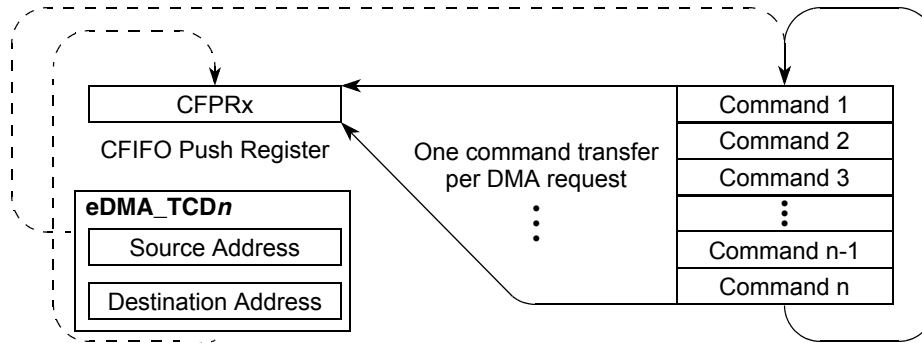 CFPRx
CFIFO Push Register
eDMA_TCDn
Source Address
Destination Address
One command transfer
per DMA request
Command 1
Command 2
Command 3
Command n-1
Command n